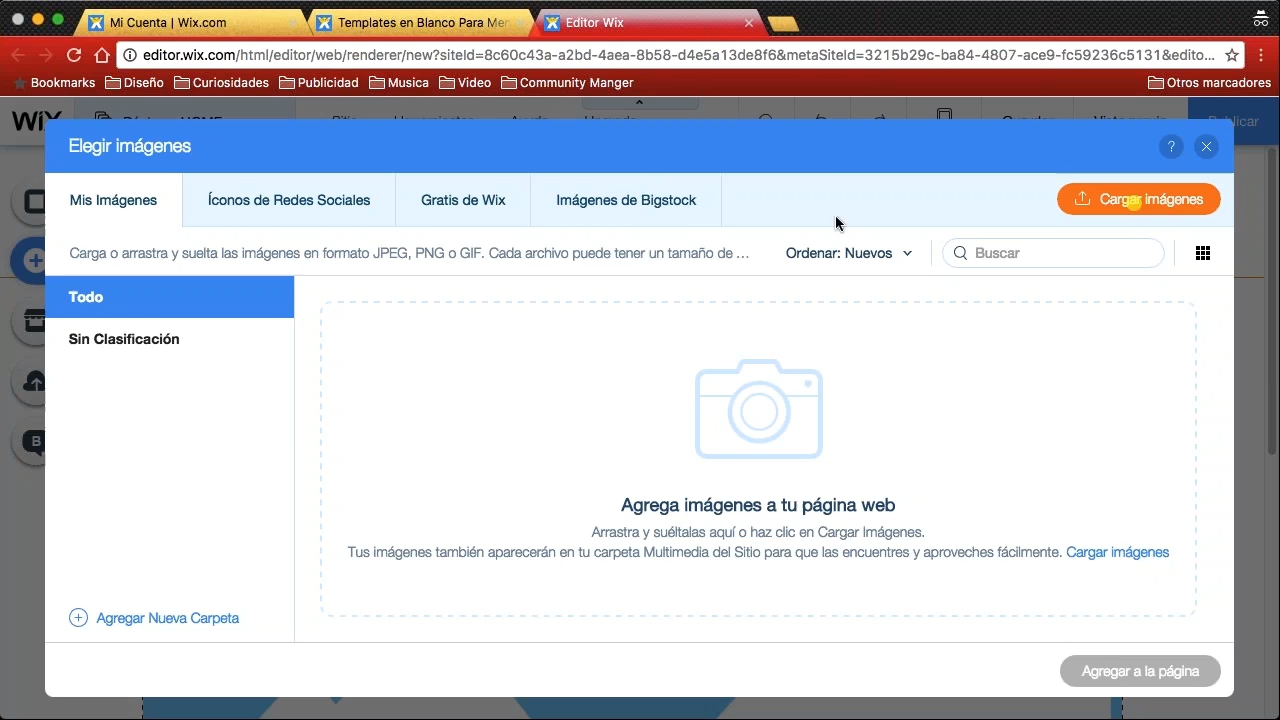 Mi Cuenta | Wix.com
Templates en Blanco Para Mer
Editor Wix
editor.wix.com/html/editor/web/renderer/new?siteId=8c60c43a-a2bd-4aea-8b58-d4e5a13de8f6&metaSiteId=3215b29c-ba84-4807-ace9-fc59236c5131&edito...
Bookmarks Diseño Curiosidades Publicidad Musica Video Community Manger Otros marcadores
WiX Publicar
Elegir imágenes ?
Mis Imágenes Íconos de Redes Sociales Gratis de Wix Imágenes de Bigstock Cargar imágenes
Carga o arrastra y suelta las imágenes en formato JPEG, PNG o GIF. Cada archivo puede tener un tamaño de ... Ordenar: Nuevos Buscar
Todo
Sin Clasificación
B
Agrega imágenes a tu página web
Arrastra y suéltalas aquí o haz clic en Cargar Imágenes.
Tus imágenes también aparecerán en tu carpeta Multimedia del Sitio para que las encuentres y aproveches fácilmente. Cargar imágenes
Agregar Nueva Carpeta
Agregar a la página